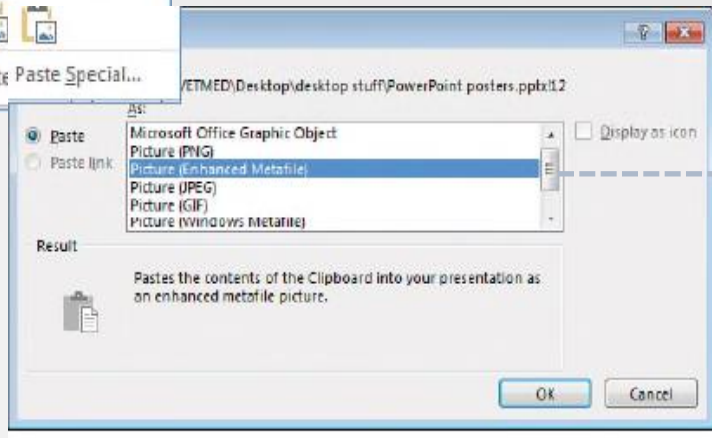 Paste Special...
VETMED\Desktop\desktop stuff\PowerPoint posters.pptx!12
As:
Paste
Paste link
Microsoft Office Graphic Object
Picture (PNG)
Picture (Enhanced Metafile)
Picture (JPEG)
Picture (GIF)
Picture (Windows Metafile)
Display as icon
Result
Pastes the contents of the Clipboard into your presentation as
an enhanced metafile picture.
OK
Cancel